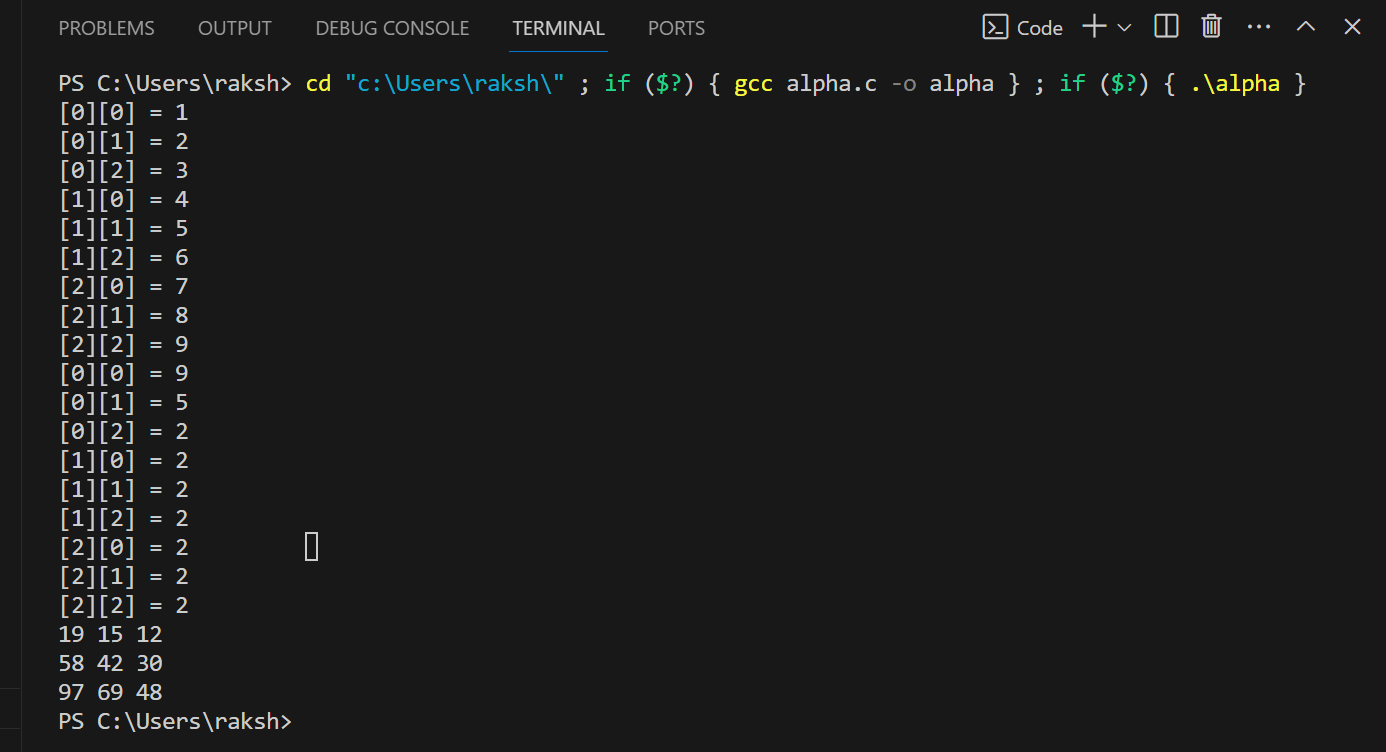 PROBLEMS OUTPUT DEBUG CONSOLE TERMINAL PORTS Code
PS C:\Users\raksh> cd "c:\Users\raksh\" ; if ($?) { gcc alpha.c -o alpha } ; if ($?) { .\alpha }
[0][0] = 1
[0][1] = 2
[0][2] = 3
[1][0] = 4
[1][1] = 5
[1][2] = 6
[2][0] = 7
[2][1] = 8
[2][2] = 9
[0][0] = 9
[0][1] = 5
[0][2] = 2
[1][0] = 2
[1][1] = 2
[1][2] = 2
[2][0] = 2
[2][1] = 2
[2][2] = 2
19 15 12
58 42 30
97 69 48
PS C:\Users\raksh>